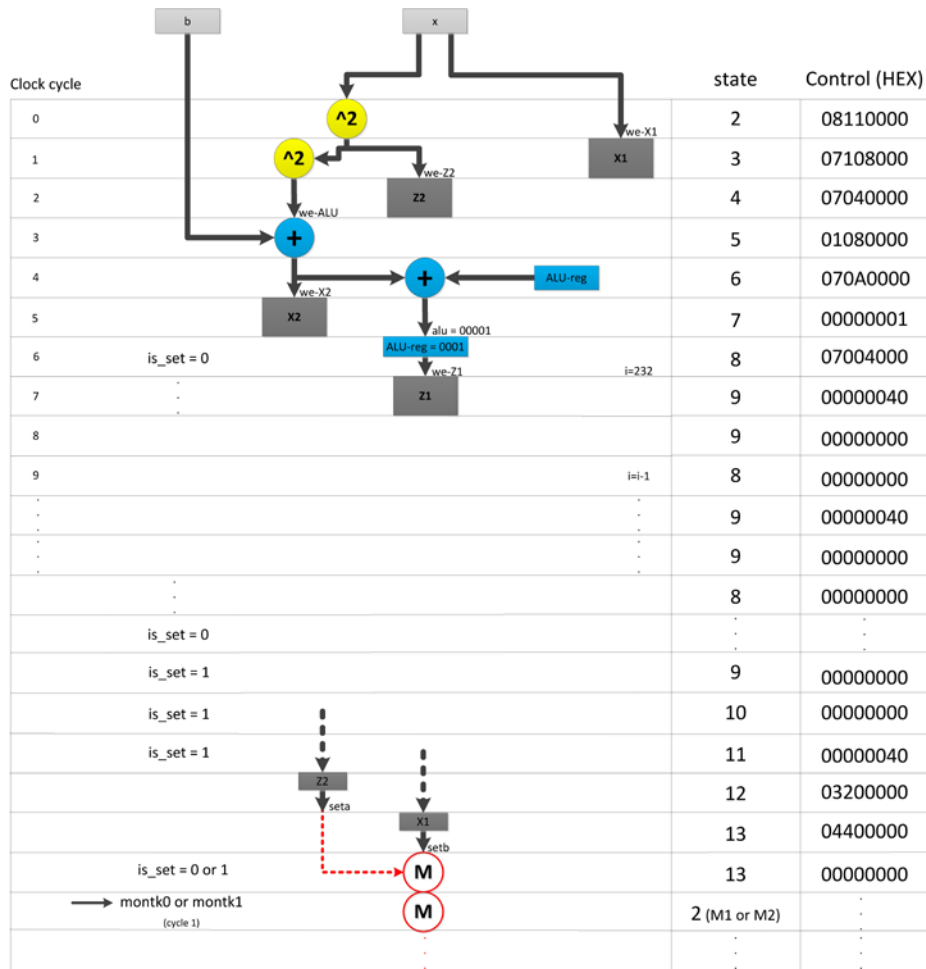 b
x
Clock cycle
state
Control (HEX)
0
^2
we-X1
2
08110000
1
^2
we-Z2
X1
3
07108000
2
we-ALU
Z2
4
07040000
3
+
5
01080000
4
we-X2
+
ALU-reg
6
070A0000
5
X2
alu = 00001
7
00000001
6
is_set = 0
ALU-reg = 0001
we-Z1
i=232
8
07004000
7
Z1
9
00000040
8
9
00000000
9
i=i-1
8
00000000
9
00000040
9
00000000
8
00000000
is_set = 0
is_set = 1
9
00000000
is_set = 1
10
00000000
is_set = 1
11
00000040
Z2
seta
12
03200000
X1
setb
13
04400000
is_set = 0 or 1
M
13
00000000
montk0 or montk1
(cycle 1)
M
2 (M1 or M2)